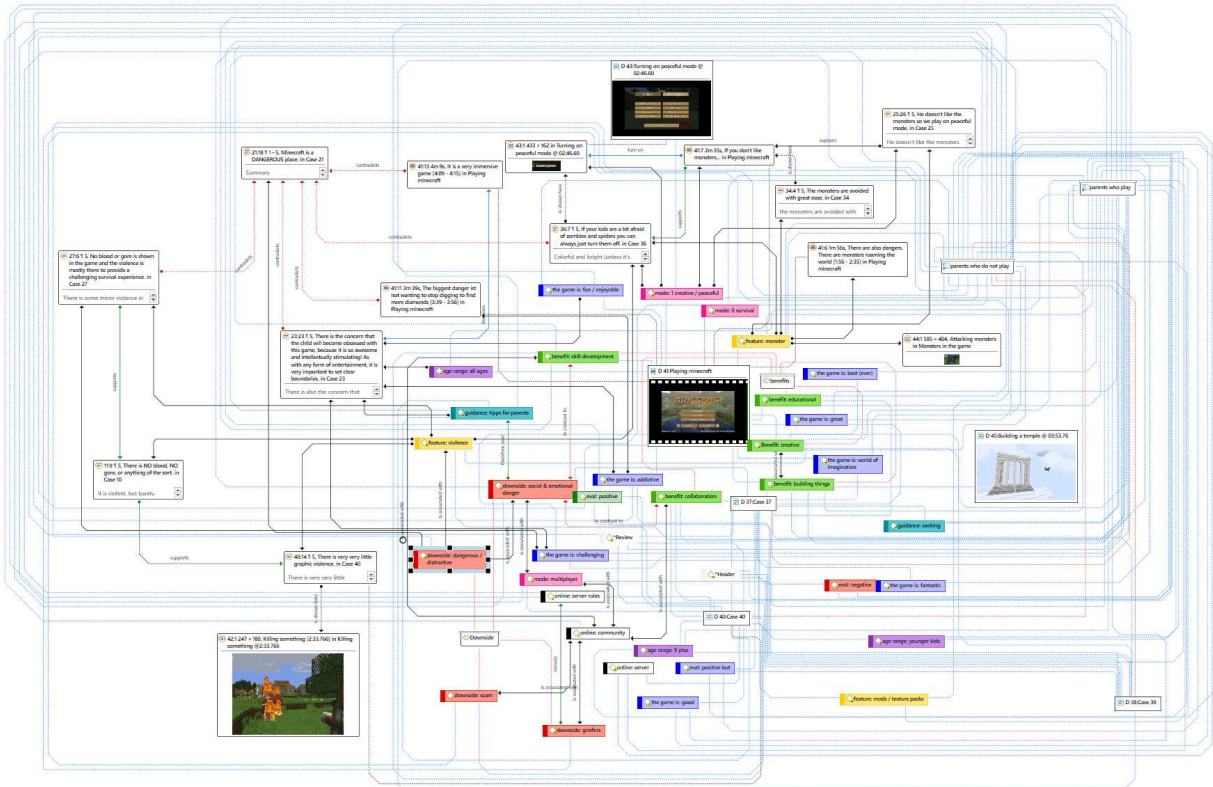 D 43:Turning on peaceful mode @
02:46.60
25:26 ¶ 5, He doesn't like the
monsters so we play on peaceful
mode. in Case 25
He doesn't like the monsters
explains
21:18 ¶ 1 – 5, Minecraft is a
DANGEROUS place. in Case 21
Summary
contradicts
41:13 4m 9s, It is a very immersive
game (4:09 - 4:15) in Playing
minecraft
43:1 433 × 162 in Turning on
peaceful mode @ 02:46.60
turn on
41:7 2m 35s, If you don't like
monsters... in Playing minecraft
parents who play
34:4 ¶ 5, The monsters are avoided
with great ease. in Case 34
the monsters are avoided with
is shown here
supports
36:7 ¶ 5, If your kids are a bit afraid
of zombies and spiders you can
always just turn them off. in Case 36
Colorful and bright (unless it's
contradicts
41:6 1m 56s, There are also dangers.
There are monsters roaming the
world (1:56 - 2:35) in Playing
minecraft
27:6 ¶ 5, No blood or gore is shown
in the game and the violence is
mostly there to provide a
challenging survival experience. in
Case 27
There is some minor violence in
contradicts
contradicts
parents who do not play
41:11 3m 39s, The biggest danger ist
not wanting to stop digging to find
more diamonds (3:39 - 3:56) in
Playing minecraft
the game is: fun / enjoyable
mode: 1 creative / peaceful
mode: 0 survival
23:23 ¶ 5, There is the concern that
the child will become obsessed with
this game, because it is so awesome
and intellectually stimulating! As
with any form of entertainment, it is
very important to set clear
boundaries. in Case 23
There is also the concern that
feature: monster
44:1 585 × 404, Attacking monsters
in Monsters in the game
benefit: skill development
age range: all ages
D 41:Playing minecraft
the game is: best (ever)
benefits
supports
benefit: educational
guidance: tipps for parents
the game is: great
feature: violence
Benefit: creative
D 45:Building a temple @ 03:53.76
11:9 ¶ 5, There is NO blood, NO
gore, or anything of the sort. in
Case 10
It is violent, but barely.
the game is: world of
imagination
the game is: addictive
downside: social & emotional
danger
eval: positive
benefit: collaboration
benefit: building things
D 37:Case 37
is associated with
in contrast to
guidance: seeking
*Review
supports
40:14 ¶ 5, There is very very little
graphic violence. in Case 40
There is very very little
downside: dangerous /
distractive
the game is: challenging
mode: multiplayer
*Header
online: server rules
eval: negative
the game is: fantastic
is shown here
D 40:Case 40
Downside
online: community
42:1 247 × 180, Killing something (2:33.766) in Killing
something @2:33.766
age range: 9 plus
age range: younger kids
online: server
eval: positive but
is associated with
downside: scam
the game is: good
feature: mods / texture packs
D 38:Case 38
downside: griefers